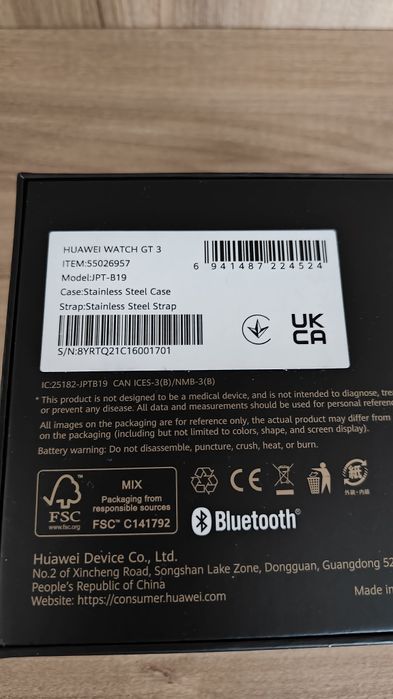 HUAWEI WATCH GT 3
ITEM:55026957
Model:JPT-B19
Case:Stainless Steel Case
Strap:Stainless Steel Strap
6 941487 224524
S/N:8YRTQ21C16001701
UK
CA
IC:25182-JPTB19 CAN ICES-3(B)/NMB-3(B)
* This product is not designed to be a medical device, and is not intended to diagnose,
or prevent any disease. All data and measurements should be used for personal
All images on the packaging are for reference only, the actual product may differ from
on the packaging (including but not limited to colors, shape, and screen display).
Battery warning: Do not disassemble, puncture, crush, heat, or burn.
FSC
www.fsc.org
MIX
Packaging from
responsible sources
FSC™ C141792
CE
紙
外装・内紙
Bluetooth®
Huawei Device Co., Ltd.
No.2 of Xincheng Road, Songshan Lake Zone, Dongguan, Guangdong
People's Republic of China
Website: https://consumer.huawei.com
Made in